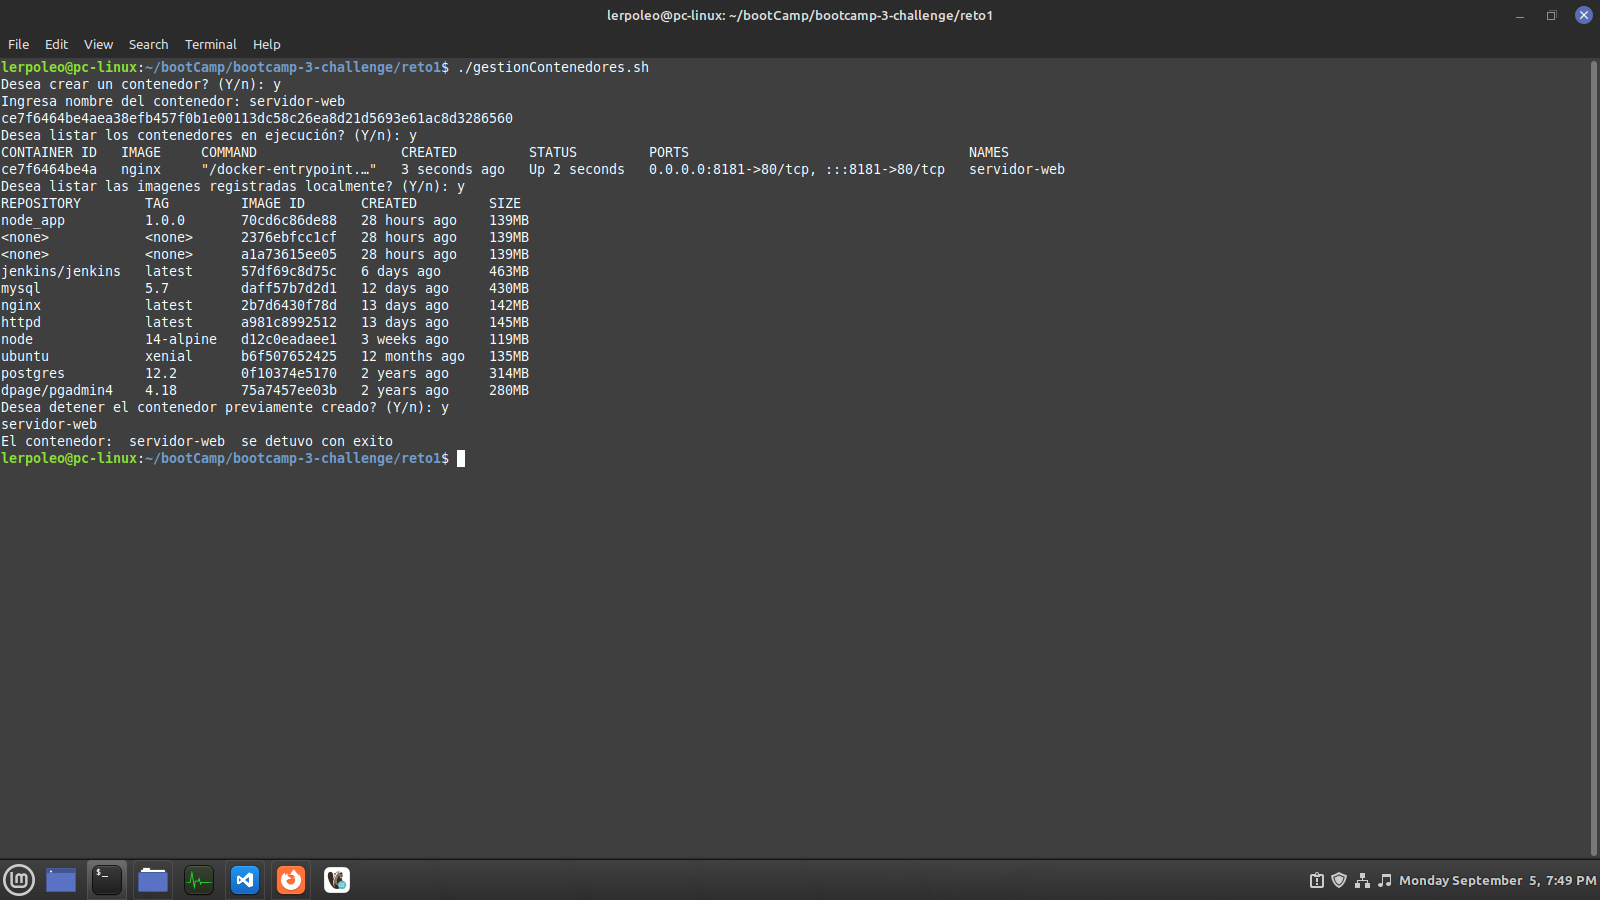 lerpoleo@pc-linux: ~/bootCamp/bootcamp-3-challenge/reto1
File Edit View Search Terminal Help
lerpoleo@pc-linux:~/bootCamp/bootcamp-3-challenge/reto1$ ./gestionContenedores.sh
Desea crear un contenedor? (Y/n): y
Ingresa nombre del contenedor: servidor-web
ce7f6464be4aea38efb457f0b1e00113dc58c26ea8d21d5693e61ac8d3286560
Desea listar los contenedores en ejecución? (Y/n): y
CONTAINER ID   IMAGE     COMMAND                  CREATED         STATUS         PORTS                                   NAMES
ce7f6464be4a   nginx     "/docker-entrypoint.…"   3 seconds ago   Up 2 seconds   0.0.0.0:8181->80/tcp, :::8181->80/tcp   servidor-web
Desea listar las imagenes registradas localmente? (Y/n): y
REPOSITORY        TAG         IMAGE ID       CREATED         SIZE
node_app          1.0.0       70cd6c86de88   28 hours ago    139MB
<none>            <none>      2376ebfcc1cf   28 hours ago    139MB
<none>            <none>      a1a73615ee05   28 hours ago    139MB
jenkins/jenkins   latest      57df69c8d75c   6 days ago      463MB
mysql             5.7         daff57b7d2d1   12 days ago     430MB
nginx             latest      2b7d6430f78d   13 days ago     142MB
httpd             latest      a981c8992512   13 days ago     145MB
node              14-alpine   d12c0eadaee1   3 weeks ago     119MB
ubuntu            xenial      b6f507652425   12 months ago   135MB
postgres          12.2        0f10374e5170   2 years ago     314MB
dpage/pgadmin4    4.18        75a7457ee03b   2 years ago     280MB
Desea detener el contenedor previamente creado? (Y/n): y
servidor-web
El contenedor:  servidor-web  se detuvo con exito
lerpoleo@pc-linux:~/bootCamp/bootcamp-3-challenge/reto1$
Monday September 5, 7:49 PM